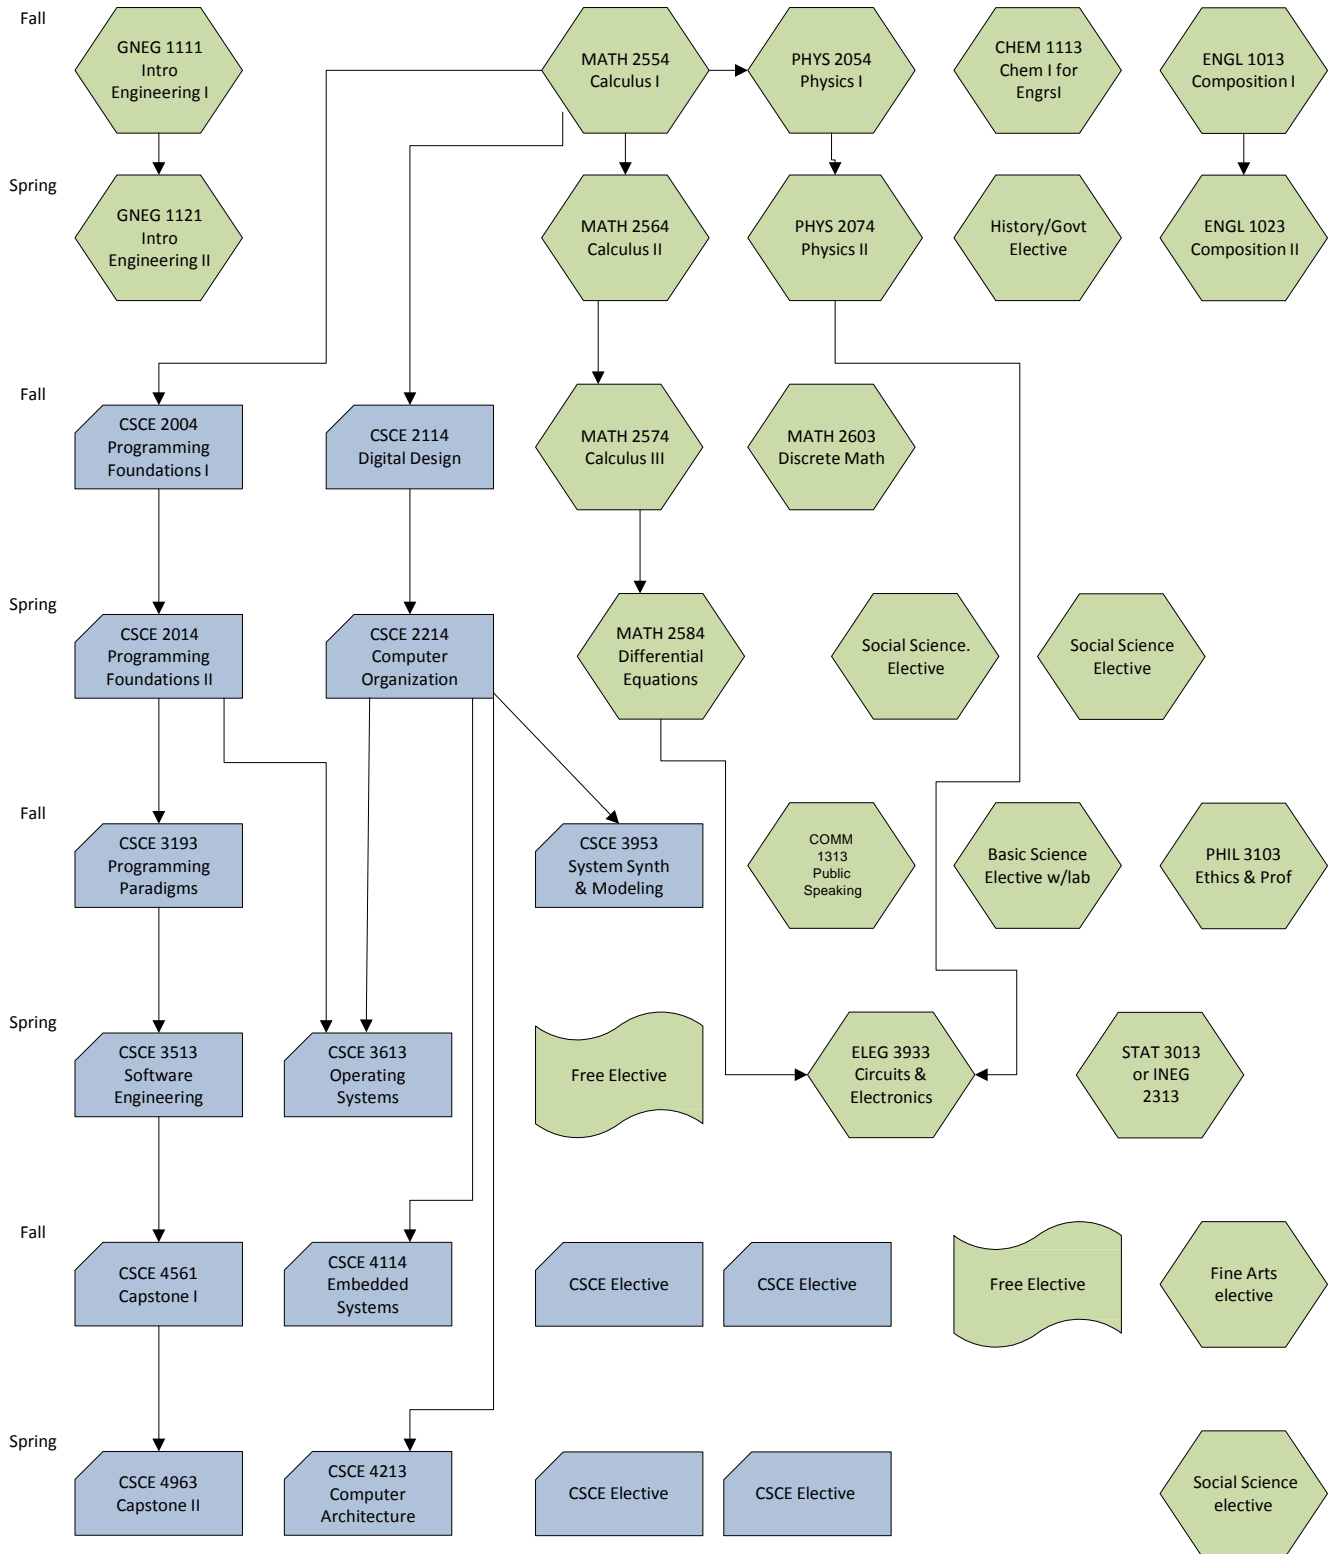 Fall
GNEG 1111
Intro
Engineering I
MATH 2554
Calculus I
PHYS 2054
Physics I
CHEM 1113
Chem I for
EngrsI
ENGL 1013
Composition I
Spring
GNEG 1121
Intro
Engineering II
MATH 2564
Calculus II
PHYS 2074
Physics II
History/Govt
Elective
ENGL 1023
Composition II
Fall
CSCE 2004
Programming
Foundations I
CSCE 2114
Digital Design
MATH 2574
Calculus III
MATH 2603
Discrete Math
Spring
CSCE 2014
Programming
Foundations II
CSCE 2214
Computer
Organization
MATH 2584
Differential
Equations
Social Science.
Elective
Social Science
Elective
Fall
CSCE 3193
Programming
Paradigms
CSCE 3953
System Synth
& Modeling
COMM
1313
Public
Speaking
Basic Science
Elective w/lab
PHIL 3103
Ethics & Prof
Spring
CSCE 3513
Software
Engineering
CSCE 3613
Operating
Systems
Free Elective
ELEG 3933
Circuits &
Electronics
STAT 3013
or INEG
2313
Fall
CSCE 4561
Capstone I
CSCE 4114
Embedded
Systems
CSCE Elective
CSCE Elective
Free Elective
Fine Arts
elective
Spring
CSCE 4963
Capstone II
CSCE 4213
Computer
Architecture
CSCE Elective
CSCE Elective
Social Science
elective